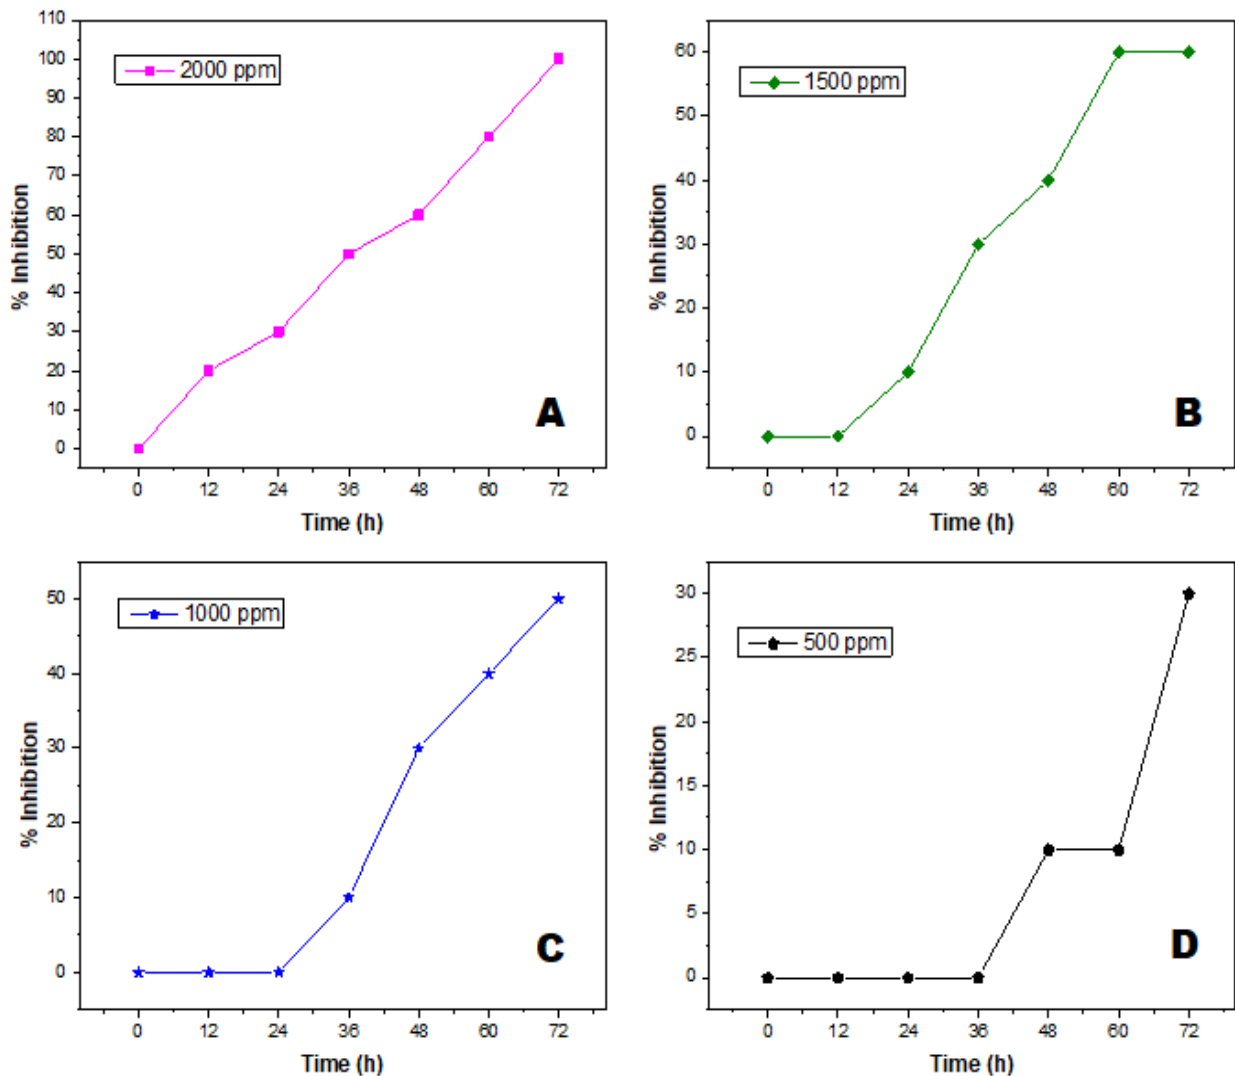 2000 ppm
% Inhibition
110
100
90
80
70
60
50
40
30
20
10
0
A
0 12 24 36 48 60 72
Time (h)
1500 ppm
% Inhibition
60
50
40
30
20
10
0
B
0 12 24 36 48 60 72
Time (h)
1000 ppm
% Inhibition
50
40
30
20
10
0
C
0 12 24 36 48 60 72
Time (h)
500 ppm
% Inhibition
30
25
20
15
10
5
0
D
0 12 24 36 48 60 72
Time (h)